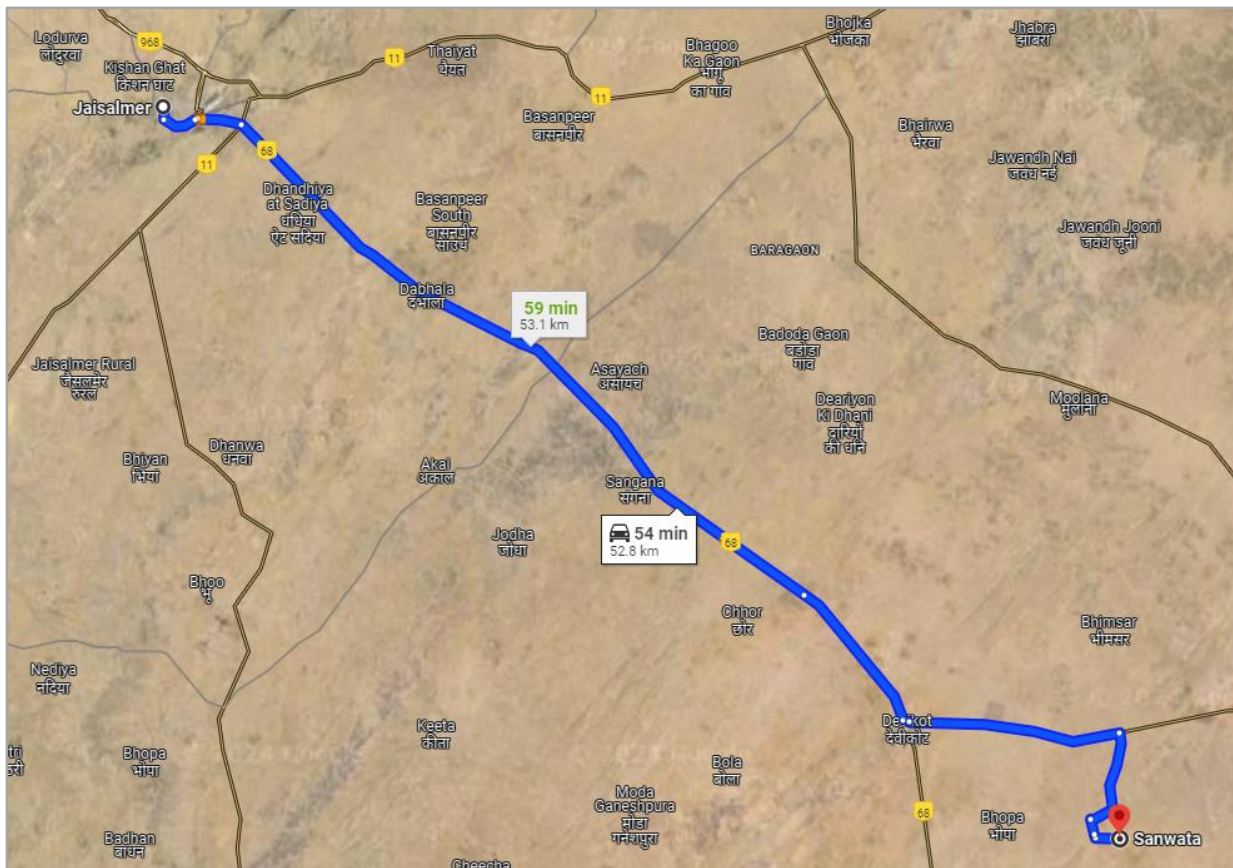 Lodurva
लौदुरवा
968
Kishan Ghat
किशन घाट
Jaisalmer
11
Thaiyat
थैयत
11
Bhagoo
Ka Gaon
भागू
का गांव
Bhojka
भोजका
Jhabra
झाबरा
11
Basanpeer
बासनपीर
Bhairwa
भैरवा
Jawandh Nai
जवंध नई
68
Dhandhiya
at Sadiya
धंधिया
ऐट सदिया
Basanpeer
South
बासनपीर
साउथ
Jawandh Jooni
जवंध जूनी
BARAGAON
Dabhala
दभाला
59 min
53.1 km
Badoda Gaon
बडोडा
गांव
Jaisalmer Rural
जैसलमेर
रुरल
Asayach
असायच
Deariyon
Ki Dhani
दारियों
की धानि
Moolana
मुलाना
Dhanwa
धनवा
Bhiyan
भियां
Akal
अकाल
Sangana
संगना
Jodha
जोधा
54 min
52.8 km
68
Bhoo
भू
Chhor
छोर
Bhimsar
भीमसर
Nediya
नदिया
Keeta
कीता
देवीकोट
Bhopa
भोपा
Bola
बोला
Moda
Ganeshpura
मोडा
गनेशपुरा
68
Bhopa
भोपा
Sanwata
Badhan
बाधन
Cheecha